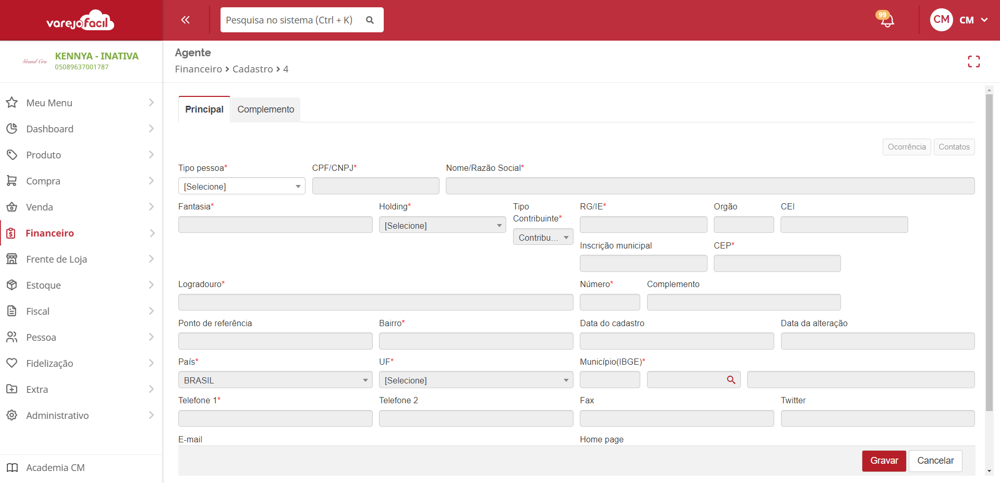 varejofacil
Pesquisa no sistema (Ctrl + K)
99
CM
CM
Grand Cru
KENNYA - INATIVA
05089637001787
Agente
Financeiro > Cadastro > 4
Meu Menu
Dashboard
Produto
Compra
Venda
Financeiro
Frente de Loja
Estoque
Fiscal
Pessoa
Fidelização
Extra
Administrativo
Academia CM
Principal
Complemento
Ocorrência
Contatos
Tipo pessoa*
CPF/CNPJ*
Nome/Razão Social*
[Selecione]
Fantasia*
Holding*
Tipo
Contribuinte*
RG/IE*
Orgão
CEI
[Selecione]
Contribu...
Inscrição municipal
CEP*
Logradouro*
Número*
Complemento
Ponto de referência
Bairro*
Data do cadastro
Data da alteração
País*
UF*
Município(IBGE)*
BRASIL
[Selecione]
Telefone 1*
Telefone 2
Fax
Twitter
E-mail
Home page
Gravar
Cancelar